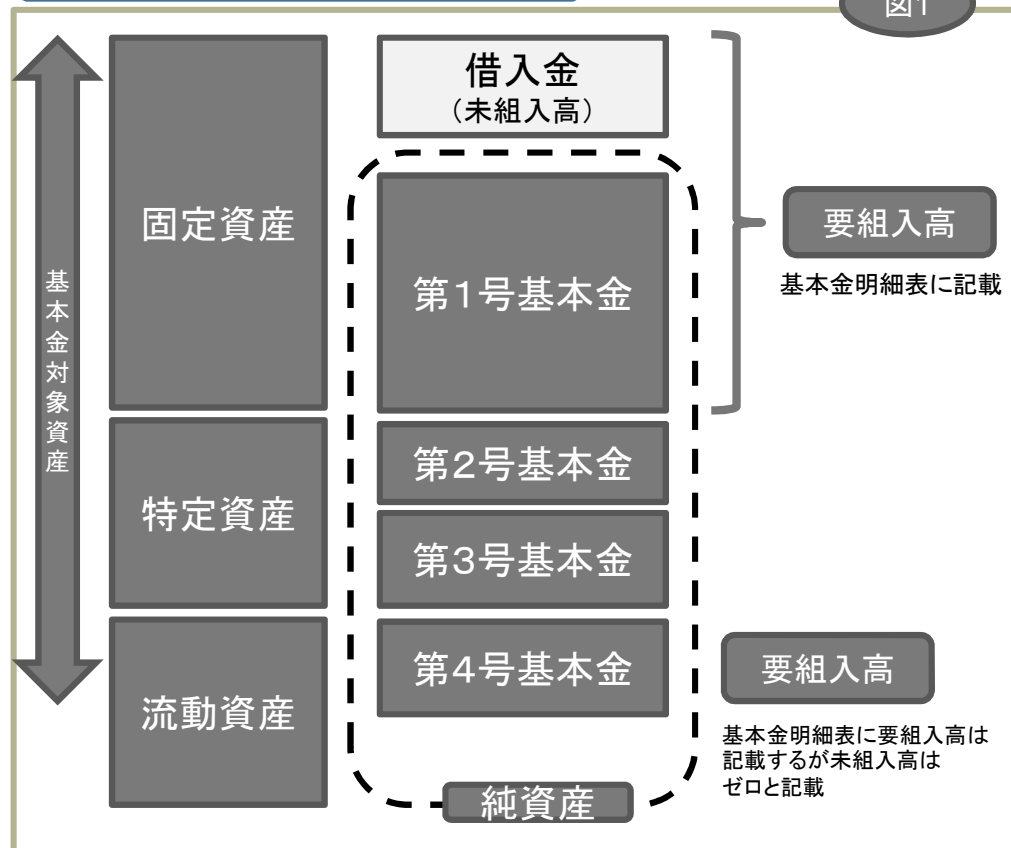 図1
基本金対象資産
固定資産
特定資産
流動資産
借入金
（未組入高）
第１号基本金
第２号基本金
第３号基本金
第４号基本金
純資産
要組入高
基本金明細表に記載
要組入高
基本金明細表に要組入高は
記載するが未組入高は
ゼロと記載